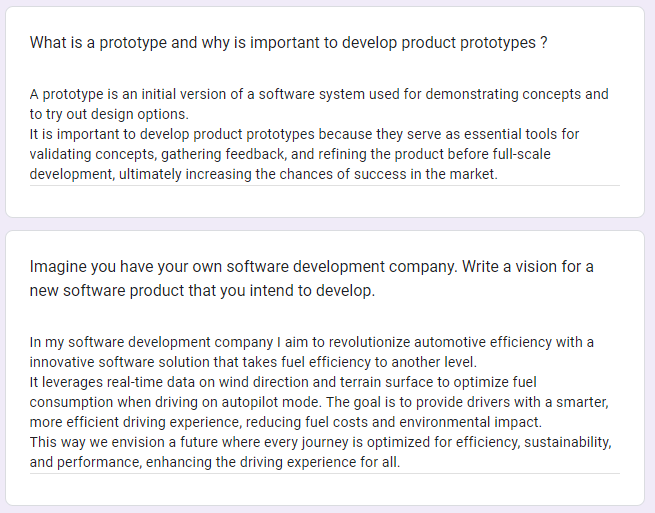 What is a prototype and why is important to develop product prototypes ?
A prototype is an initial version of a software system used for demonstrating concepts and
to try out design options.
It is important to develop product prototypes because they serve as essential tools for
validating concepts, gathering feedback, and refining the product before full-scale
development, ultimately increasing the chances of success in the market.
Imagine you have your own software development company. Write a vision for a
new software product that you intend to develop.
In my software development company I aim to revolutionize automotive efficiency with a
innovative software solution that takes fuel efficiency to another level.
It leverages real-time data on wind direction and terrain surface to optimize fuel
consumption when driving on autopilot mode. The goal is to provide drivers with a smarter,
more efficient driving experience, reducing fuel costs and environmental impact.
This way we envision a future where every journey is optimized for efficiency, sustainability,
and performance, enhancing the driving experience for all.